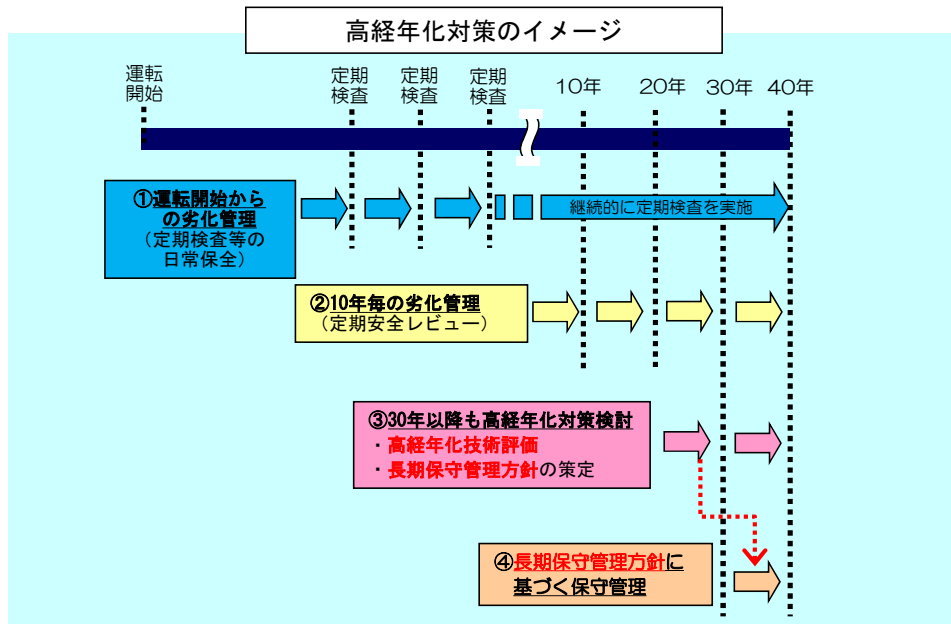 高経年化対策のイメージ
運転
開始
定期
検査
定期
検査
定期
検査
10年
20年
30年
40年
①運転開始から
の劣化管理
（定期検査等の
日常保全）
継続的に定期検査を実施
②10年毎の劣化管理
（定期安全レビュー）
③30年以降も高経年化対策検討
・高経年化技術評価
・長期保守管理方針の策定
④長期保守管理方針に
基づく保守管理